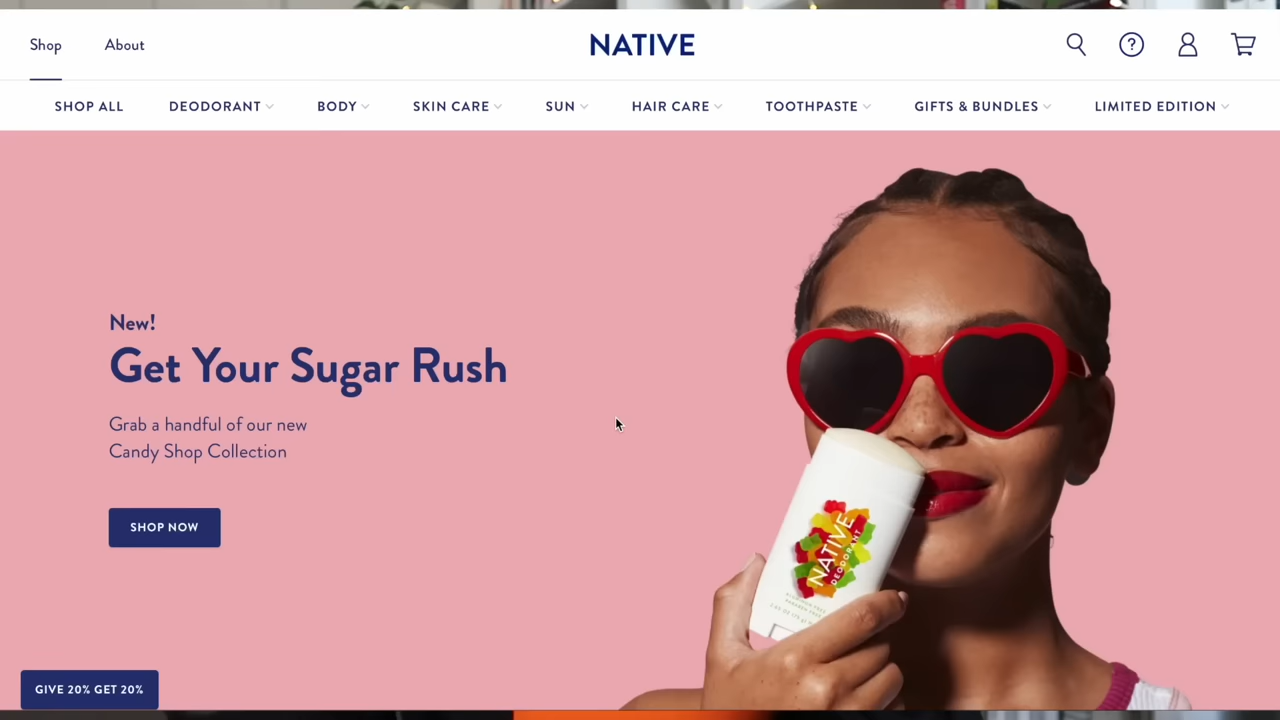 Shop About NATIVE
SHOP ALL DEODORANT BODY SKIN CARE SUN HAIR CARE TOOTHPASTE GIFTS & BUNDLES LIMITED EDITION
New!
Get Your Sugar Rush
Grab a handful of our new
Candy Shop Collection
SHOP NOW
NATIVE
DEODORANT
GIVE 20% GET 20%